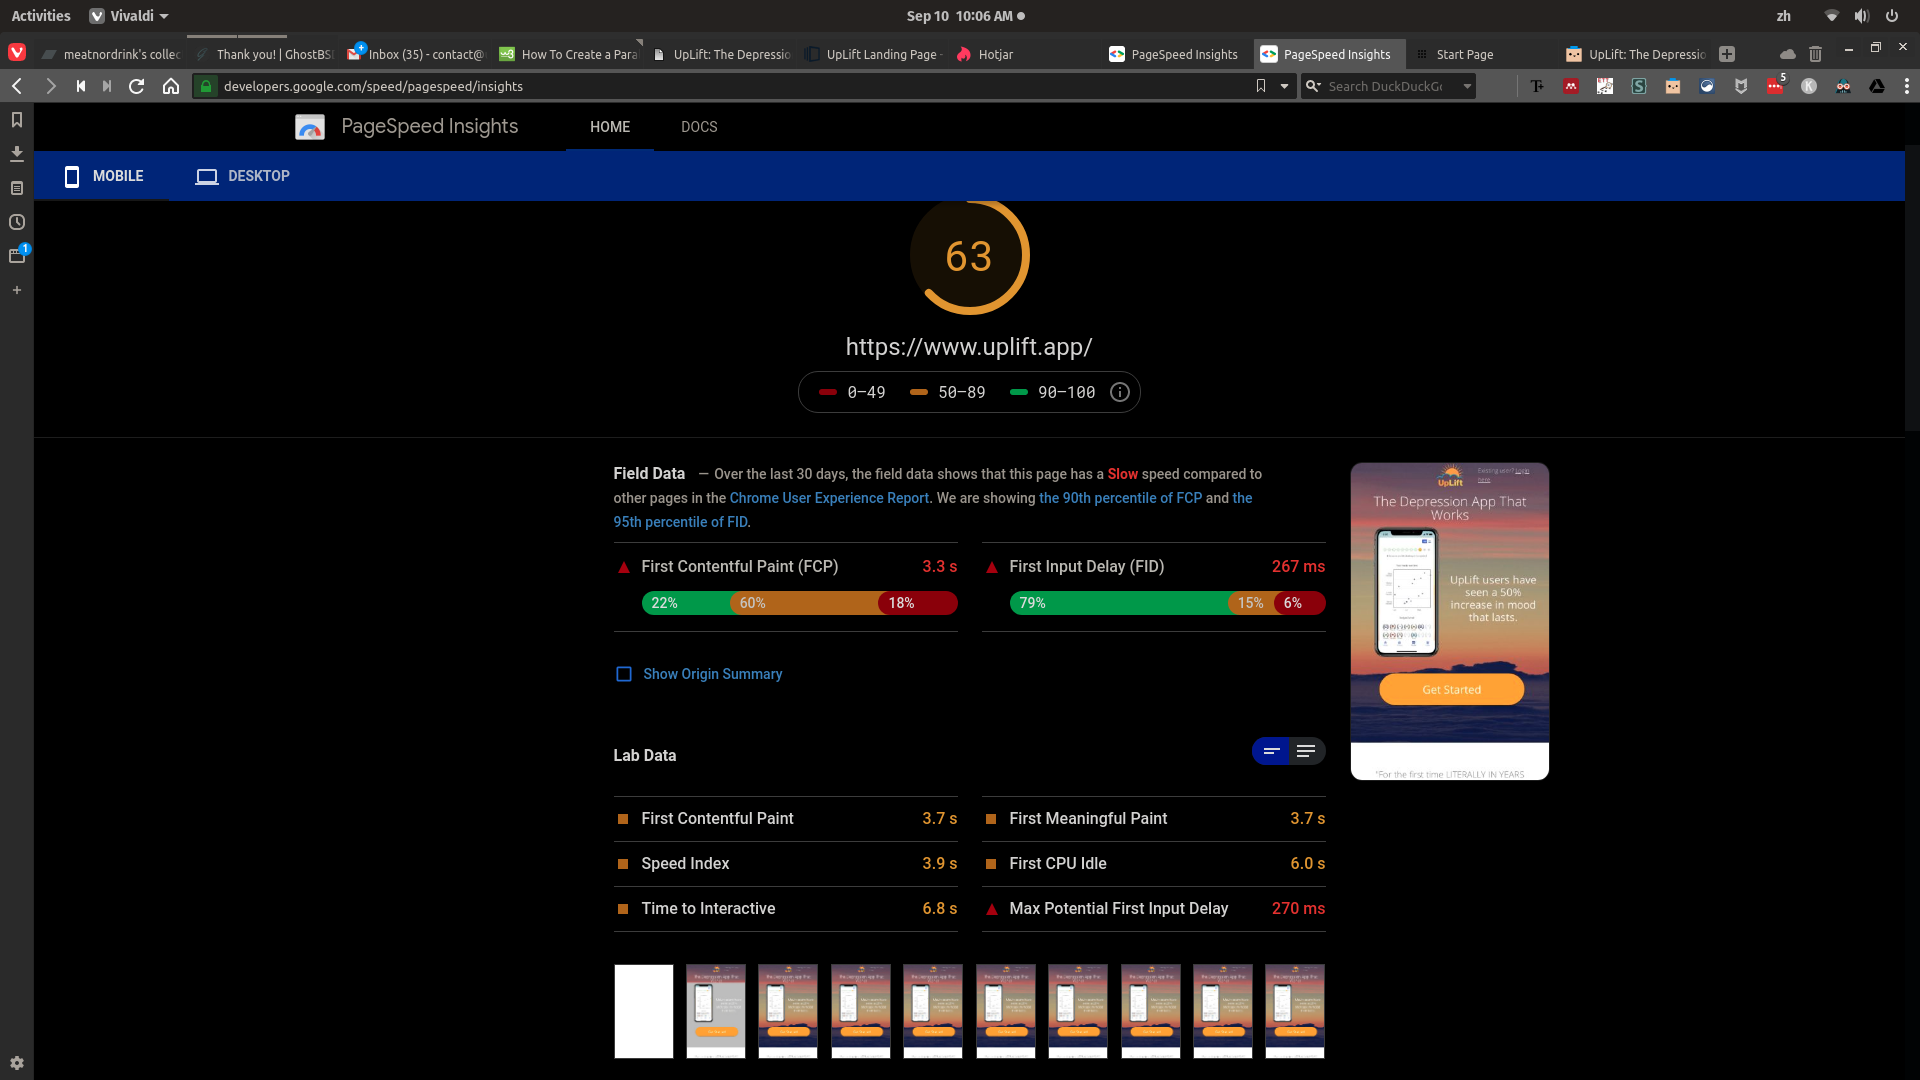 Activities
Vivaldi
Sep 10 10:06 AM
zh
meatnordrink's collec
Thank you! | GhostBS
Inbox (35) - contact@
How To Create a Para
UpLift: The Depressio
UpLift Landing Page -
Hotjar
PageSpeed Insights
PageSpeed Insights
Start Page
UpLift: The Depressio
developers.google.com/speed/pagespeed/insights
Search DuckDuckGo
5
1
PageSpeed Insights
HOME
DOCS
MOBILE
DESKTOP
63
https://www.uplift.app/
0–49
50–89
90–100
Field Data — Over the last 30 days, the field data shows that this page has a Slow speed compared to
other pages in the Chrome User Experience Report. We are showing the 90th percentile of FCP and the
95th percentile of FID.
First Contentful Paint (FCP) 3.3 s
22% 60% 18%
First Input Delay (FID) 267 ms
79% 15% 6%
Show Origin Summary
Existing user? Login
here
UpLift
The Depression App That
Works
UpLift users have
seen a 50%
increase in mood
that lasts.
Get Started
"For the first time LITERALLY IN YEARS
Lab Data
First Contentful Paint 3.7 s
First Meaningful Paint 3.7 s
Speed Index 3.9 s
First CPU Idle 6.0 s
Time to Interactive 6.8 s
Max Potential First Input Delay 270 ms